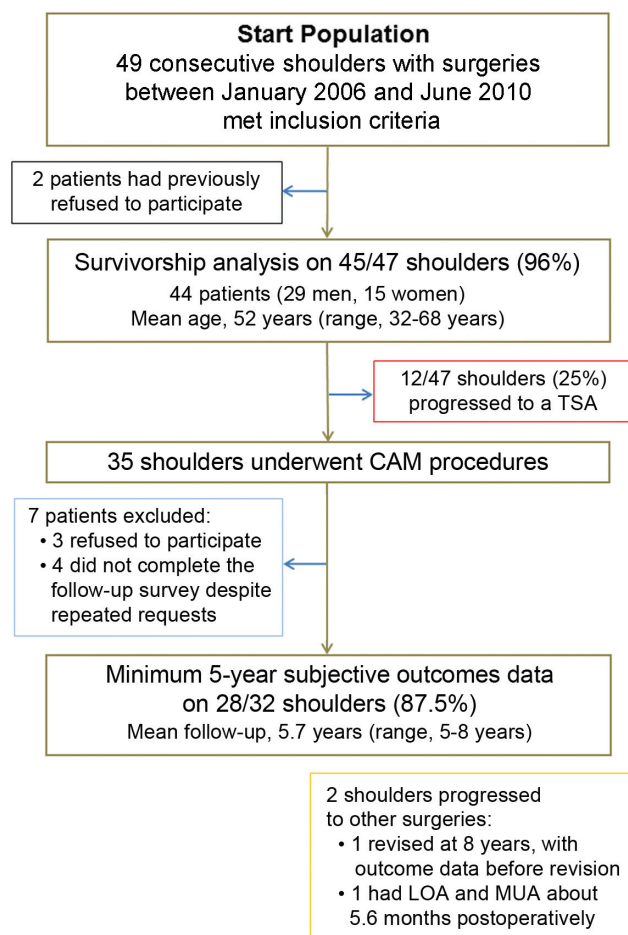 Start Population
49 consecutive shoulders with surgeries
between January 2006 and June 2010
met inclusion criteria
2 patients had previously
refused to participate
Survivorship analysis on 45/47 shoulders (96%)
44 patients (29 men, 15 women)
Mean age, 52 years (range, 32-68 years)
12/47 shoulders (25%)
progressed to a TSA
35 shoulders underwent CAM procedures
7 patients excluded:
• 3 refused to participate
• 4 did not complete the
follow-up survey despite
repeated requests
Minimum 5-year subjective outcomes data
on 28/32 shoulders (87.5%)
Mean follow-up, 5.7 years (range, 5-8 years)
2 shoulders progressed
to other surgeries:
• 1 revised at 8 years, with
outcome data before revision
• 1 had LOA and MUA about
5.6 months postoperatively